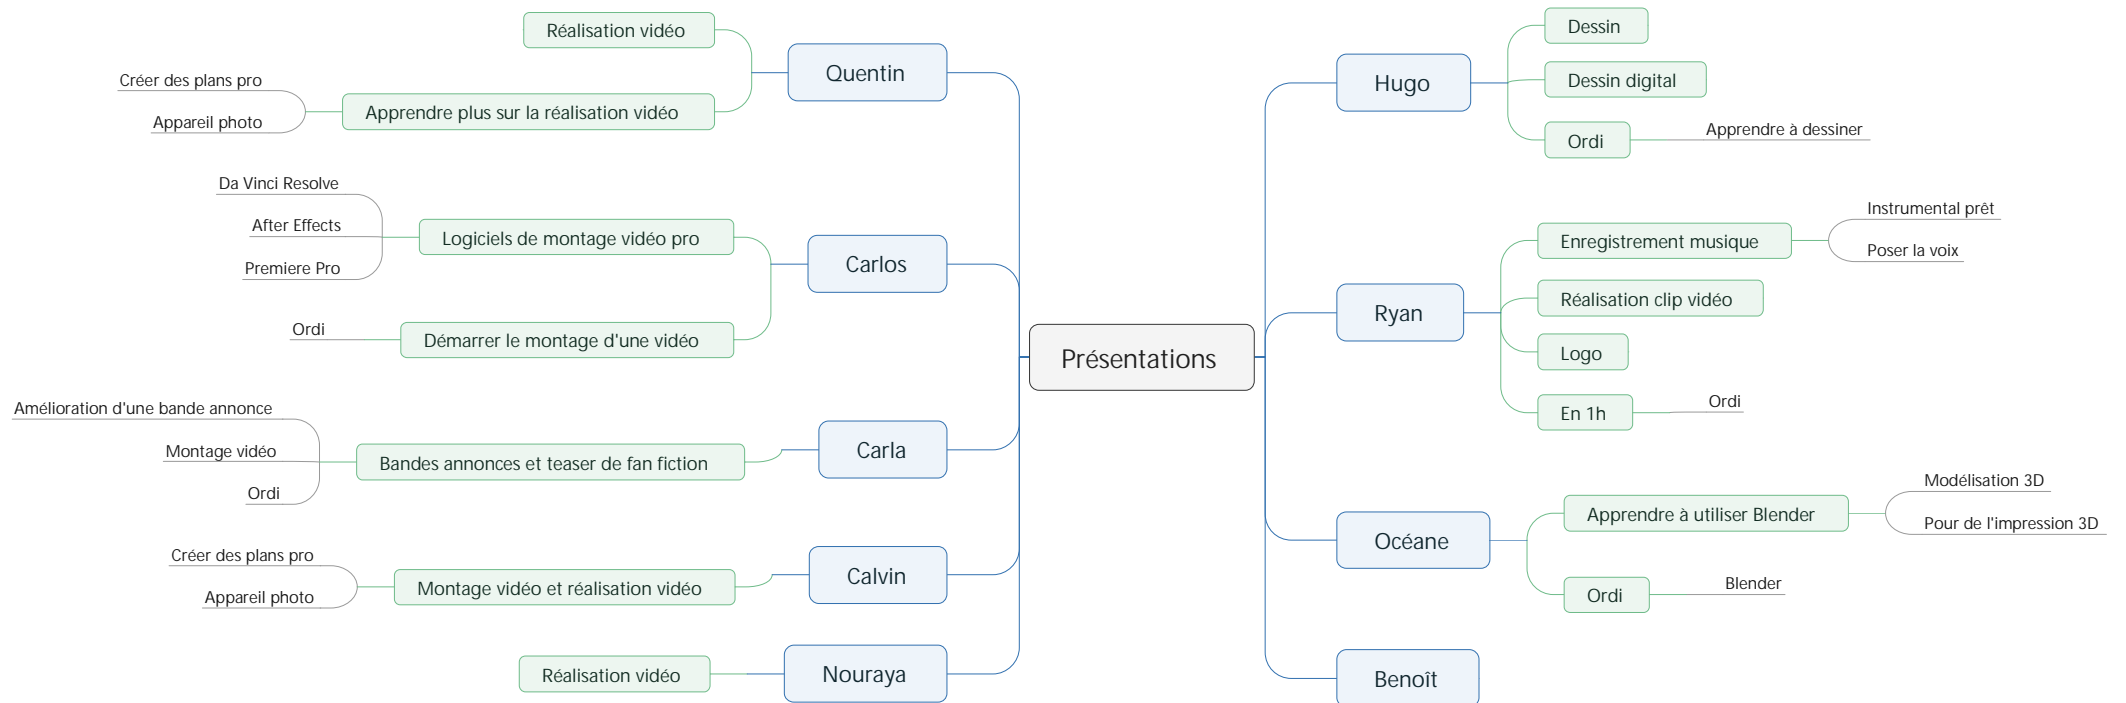 Présentations
Quentin
Réalisation vidéo
Apprendre plus sur la réalisation vidéo
Créer des plans pro
Appareil photo
Carlos
Logiciels de montage vidéo pro
Da Vinci Resolve
After Effects
Premiere Pro
Démarrer le montage d'une vidéo
Ordi
Carla
Bandes annonces et teaser de fan fiction
Amélioration d'une bande annonce
Montage vidéo
Ordi
Calvin
Montage vidéo et réalisation vidéo
Créer des plans pro
Appareil photo
Nouraya
Réalisation vidéo
Hugo
Dessin
Dessin digital
Ordi
Apprendre à dessiner
Ryan
Enregistrement musique
Instrumental prêt
Poser la voix
Réalisation clip vidéo
Logo
En 1h
Ordi
Océane
Apprendre à utiliser Blender
Modélisation 3D
Pour de l'impression 3D
Ordi
Blender
Benoît